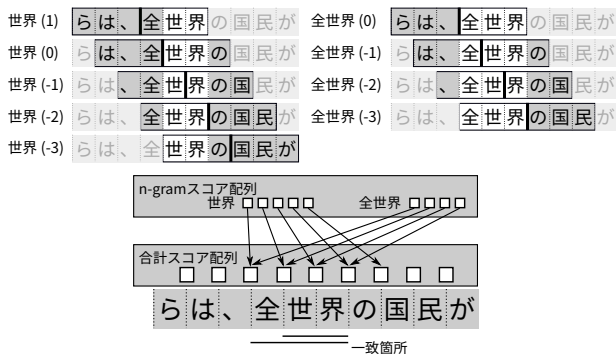 世界 (1) らは、全世界の国民が
全世界 (0) らは、全世界の国民が
世界 (0) らは、全世界の国民が
全世界 (-1) らは、全世界の国民が
世界 (-1) らは、全世界の国民が
全世界 (-2) らは、全世界の国民が
世界 (-2) らは、全世界の国民が
全世界 (-3) らは、全世界の国民が
世界 (-3) らは、全世界の国民が
n-gramスコア配列
世界
全世界
合計スコア配列
らは、全世界の国民が
一致箇所